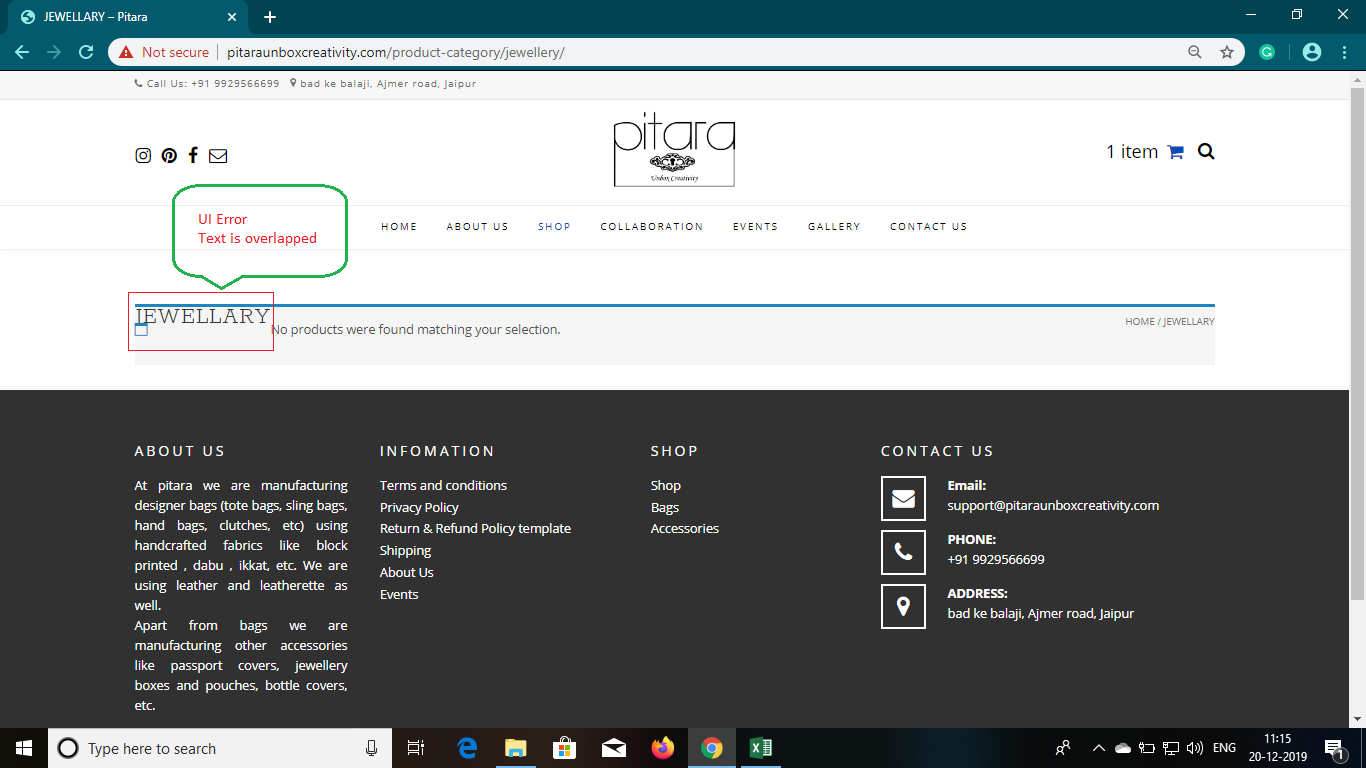 JEWELLARY – Pitara
Not secure
pitaraunboxcreativity.com/product-category/jewellery/
Call Us: +91 9929566699 bad ke balaji, Ajmer road, Jaipur
pitara
Unbox Creativity
1 item
UI Error
Text is overlapped
HOME ABOUT US SHOP COLLABORATION EVENTS GALLERY CONTACT US
JEWELLARY
No products were found matching your selection.
HOME / JEWELLARY
ABOUT US
At pitara we are manufacturing
designer bags (tote bags, sling bags,
hand bags, clutches, etc) using
handcrafted fabrics like block
printed , dabu , ikkat, etc. We are
using leather and leatherette as
well.
Apart from bags we are
manufacturing other accessories
like passport covers, jewellery
boxes and pouches, bottle covers,
etc.
INFOMATION
Terms and conditions
Privacy Policy
Return & Refund Policy template
Shipping
About Us
Events
SHOP
Shop
Bags
Accessories
CONTACT US
Email:
support@pitaraunboxcreativity.com
PHONE:
+91 9929566699
ADDRESS:
bad ke balaji, Ajmer road, Jaipur
Type here to search
ENG
11:15
20-12-2019
1